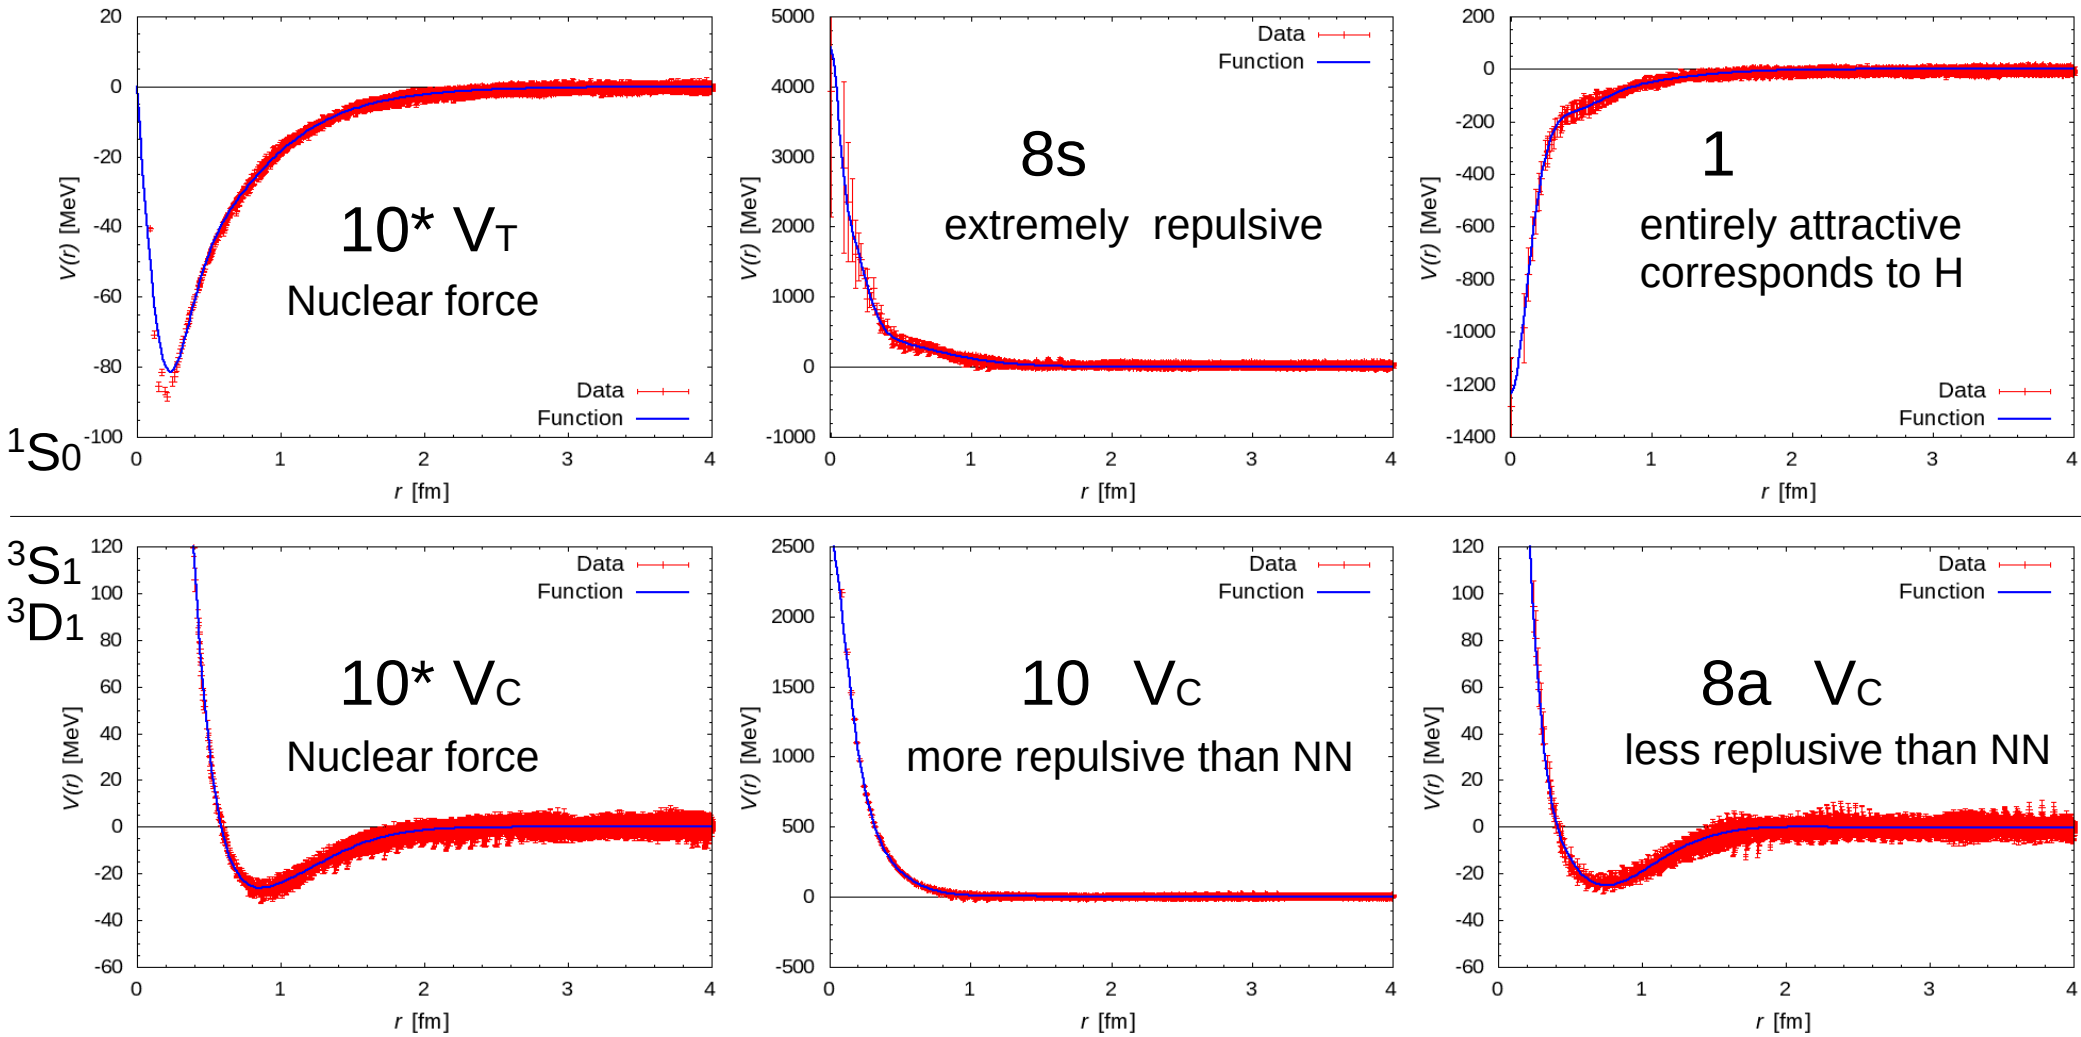 20
0
-20
-40
-60
-80
-100
V(r) [MeV]
10* VT
Nuclear force
Data
Function
0 1 2 3 4
r [fm]
5000
4000
3000
2000
1000
0
-1000
V(r) [MeV]
Data
Function
8s
extremely repulsive
0 1 2 3 4
r [fm]
200
0
-200
-400
-600
-800
-1000
-1200
-1400
V(r) [MeV]
1
entirely attractive
corresponds to H
Data
Function
0 1 2 3 4
r [fm]
¹S0
³S1
³D1
120
100
80
60
40
20
0
-20
-40
-60
V(r) [MeV]
Data
Function
10* VC
Nuclear force
0 1 2 3 4
r [fm]
2500
2000
1500
1000
500
0
-500
V(r) [MeV]
Data
Function
10 VC
more repulsive than NN
0 1 2 3 4
r [fm]
120
100
80
60
40
20
0
-20
-40
-60
V(r) [MeV]
Data
Function
8a VC
less replusive than NN
0 1 2 3 4
r [fm]